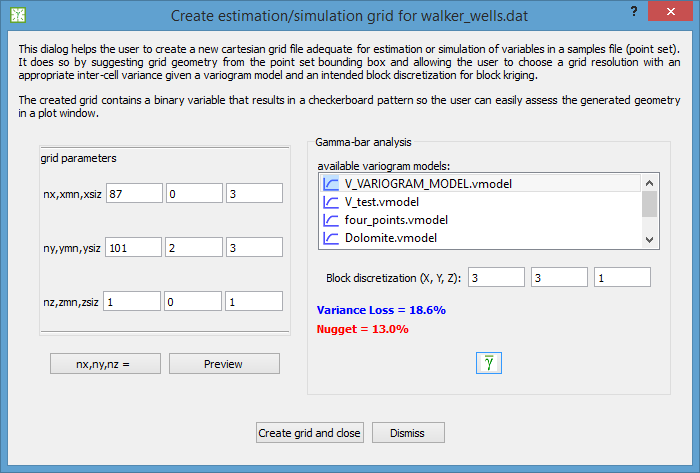 Create estimation/simulation grid for walker_wells.dat
?
This dialog helps the user to create a new cartesian grid file adequate for estimation or simulation of variables in a samples file (point set).
It does so by suggesting grid geometry from the point set bounding box and allowing the user to choose a grid resolution with an
appropriate inter-cell variance given a variogram model and an intended block discretization for block kriging.
The created grid contains a binary variable that results in a checkerboard pattern so the user can easily assess the generated geometry
in a plot window.
grid parameters
nx,xmn,xsiz 87 0 3
ny,ymn,ysiz 101 2 3
nz,zmn,zsiz 1 0 1
nx,ny,nz = Preview
Gamma-bar analysis
available variogram models:
V_VARIOGRAM_MODEL.vmodel
V_test.vmodel
four_points.vmodel
Dolomite.vmodel
Block discretization (X, Y, Z): 3 3 1
Variance Loss = 18.6%
Nugget = 13.0%
γ̅
Create grid and close Dismiss